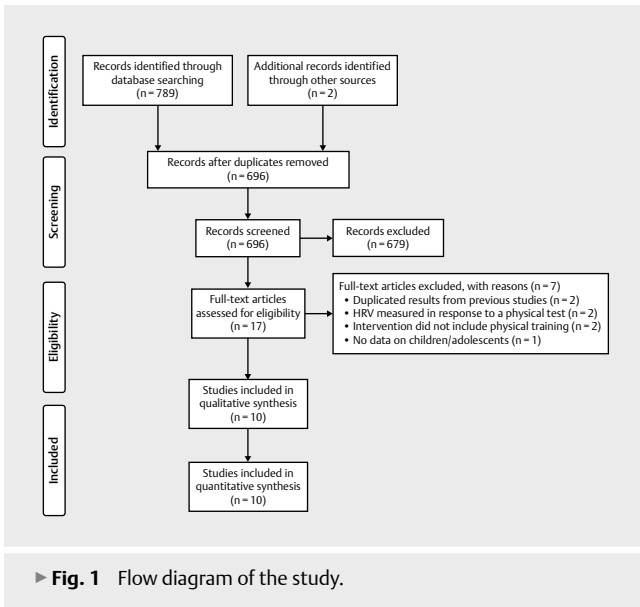 Identification
Records identified through
database searching
(n = 789)
Additional records identified
through other sources
(n = 2)
Records after duplicates removed
(n = 696)
Screening
Records screened
(n = 696)
Records excluded
(n = 679)
Eligibility
Full-text articles
assessed for eligibility
(n = 17)
Full-text articles excluded, with reasons (n = 7)
• Duplicated results from previous studies (n = 2)
• HRV measured in response to a physical test (n = 2)
• Intervention did not include physical training (n = 2)
• No data on children/adolescents (n = 1)
Studies included in
qualitative synthesis
(n = 10)
Included
Studies included in
quantitative synthesis
(n = 10)
▶ Fig. 1 Flow diagram of the study.